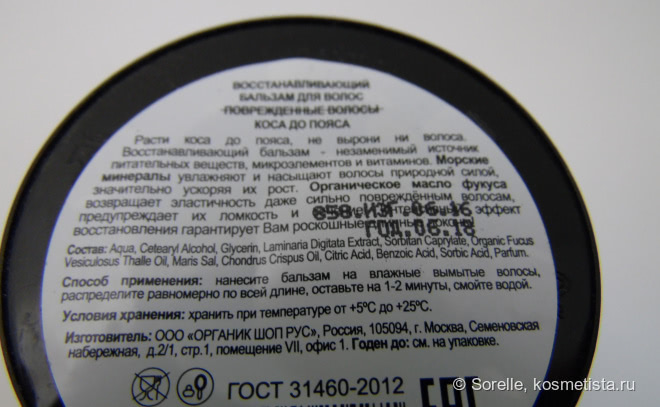 ВОССТАНАВЛИВАЮЩИЙ
БАЛЬЗАМ ДЛЯ ВОЛОС
ПОВРЕЖДЕННЫЕ ВОЛОСЫ
КОСА ДО ПОЯСА
Расти коса до пояса, не вырони ни волоса.
Восстанавливающий бальзам - незаменимый источник
питательных веществ, микроэлементов и витаминов. Морские
минералы увлажняют и насыщают волосы природной силой,
значительно ускоряя их рост. Органическое масло фукуса
возвращает эластичность даже сильно повреждённым волосам,
предупреждает их ломкость и эффект
восстановления гарантирует Вам роскошные
858 ИЗГ.06.16
ГОД.06.18
Состав: Aqua, Cetearyl Alcohol, Glycerin, Laminaria Digitata Extract, Sorbitan Caprylate, Organic Fucus
Vesiculosus Thalle Oil, Maris Sal, Chondrus Crispus Oil, Citric Acid, Benzoic Acid, Sorbic Acid, Parfum.
Способ применения: нанесите бальзам на влажные вымытые волосы,
распределите равномерно по всей длине, оставьте на 1-2 минуты, смойте водой.
Условия хранения: хранить при температуре от +5ºC до +25ºC.
Изготовитель: ООО «ОРГАНИК ШОП РУС», Россия, 105094, г. Москва, Семеновская
набережная, д.2/1, стр.1, помещение VII, офис 1. Годен до: см. на упаковке.
ГОСТ 31460-2012
ЕАС
© Sorelle, kosmetista.ru